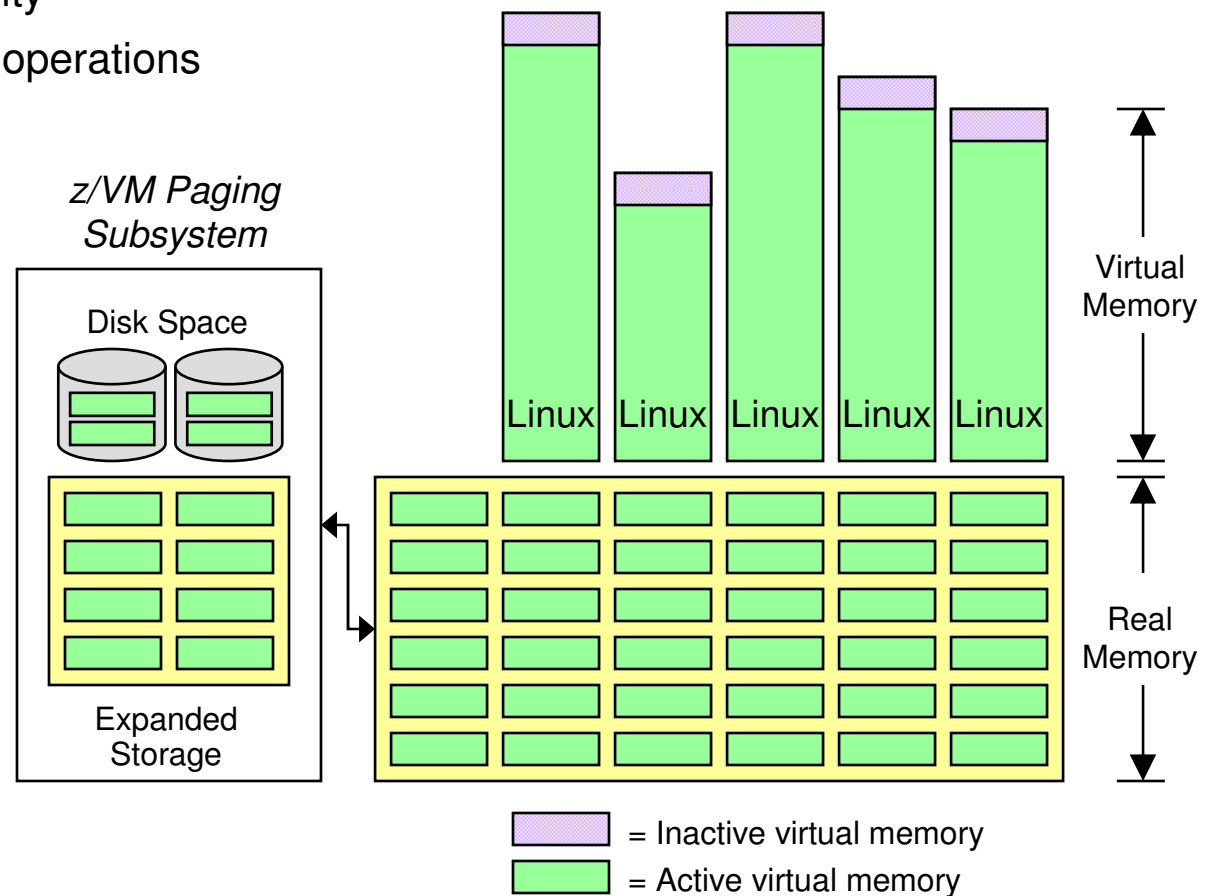 operations
z/VM Paging
Subsystem
Disk Space
Expanded
Storage
Linux Linux Linux Linux Linux
Virtual
Memory
Real
Memory
= Inactive virtual memory
= Active virtual memory